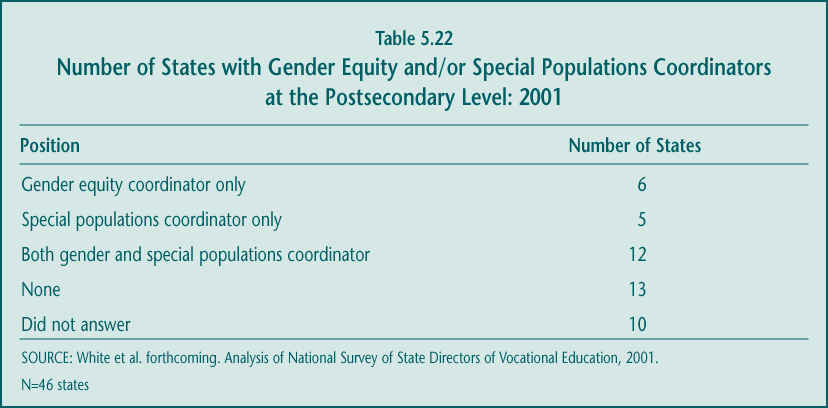 Table 5.22
Number of States with Gender Equity and/or Special Populations Coordinators
at the Postsecondary Level: 2001
Position Number of States
Gender equity coordinator only 6
Special populations coordinator only 5
Both gender and special populations coordinator 12
None 13
Did not answer 10
SOURCE: White et al. forthcoming. Analysis of National Survey of State Directors of Vocational Education, 2001.
N=46 states